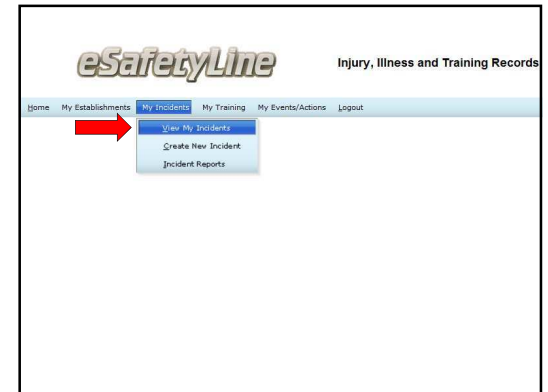 eSafetyLine
Injury, Illness and Training Records
Home My Establishments My Incidents My Training My Events/Actions Logout
View My Incidents
Create New Incident
Incident Reports